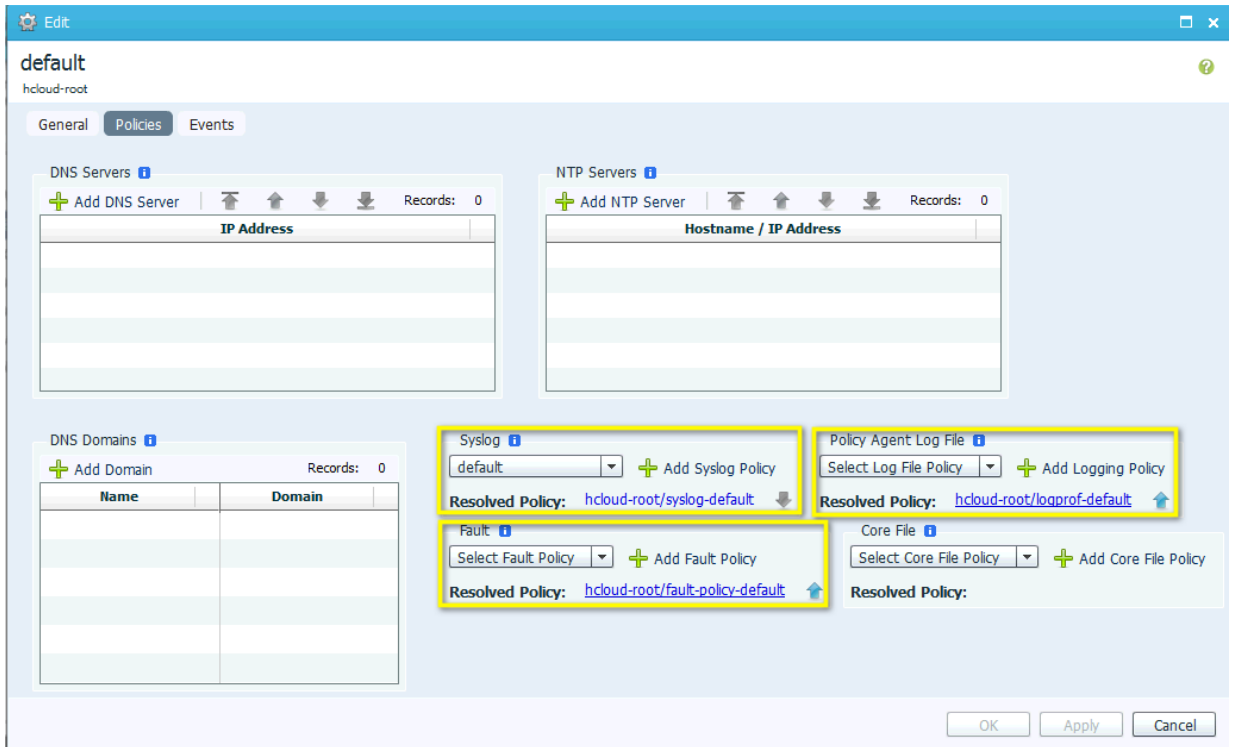 Edit
default
hcloud-root
General Policies Events
DNS Servers
Add DNS Server Records: 0
IP Address
NTP Servers
Add NTP Server Records: 0
Hostname / IP Address
DNS Domains
Add Domain Records: 0
Name Domain
Syslog
default Add Syslog Policy
Resolved Policy: hcloud-root/syslog-default
Policy Agent Log File
Select Log File Policy Add Logging Policy
Resolved Policy: hcloud-root/logprof-default
Fault
Select Fault Policy Add Fault Policy
Resolved Policy: hcloud-root/fault-policy-default
Core File
Select Core File Policy Add Core File Policy
Resolved Policy:
OK Apply Cancel